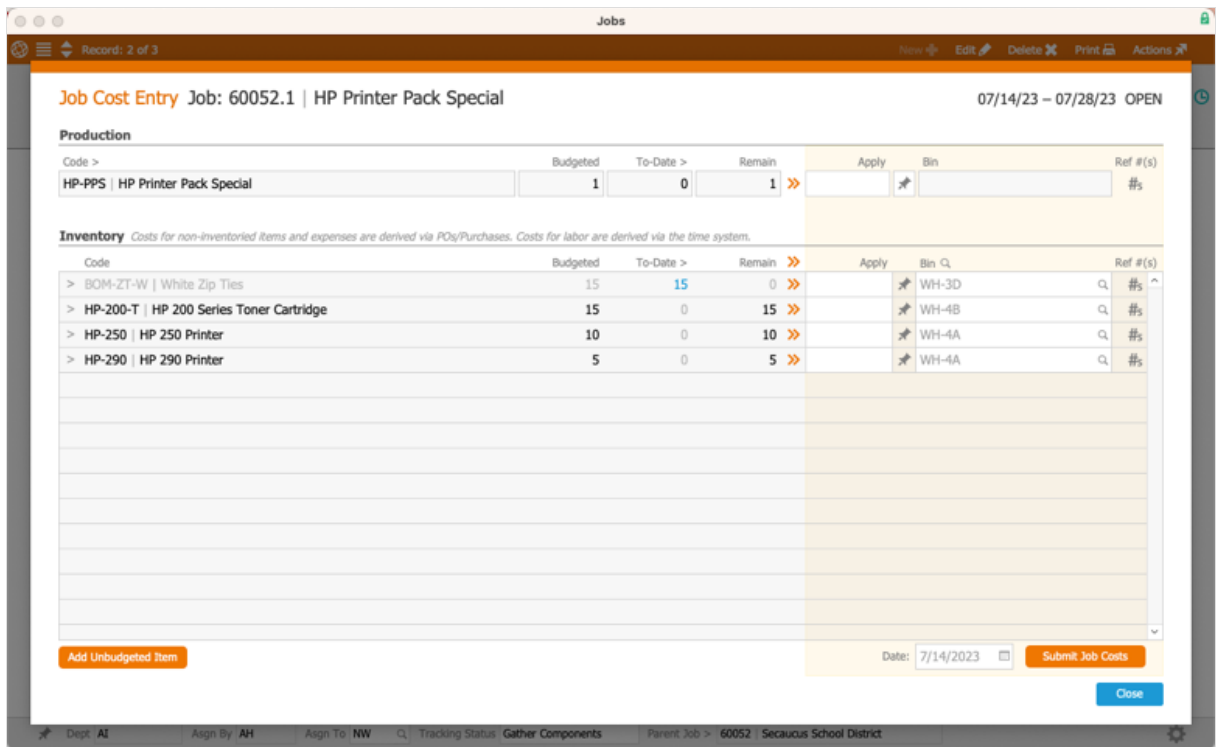 Jobs
Record: 2 of 3 New Edit Delete Print Actions
Job Cost Entry Job: 60052.1 | HP Printer Pack Special 07/14/23 – 07/28/23 OPEN
Production
Code > Budgeted To-Date > Remain Apply Bin Ref #(s)
HP-PPS | HP Printer Pack Special 1 0 1 >> #s
Inventory Costs for non-inventoried items and expenses are derived via POs/Purchases. Costs for labor are derived via the time system.
Code Budgeted To-Date > Remain >> Apply Bin Ref #(s)
> BOM-ZT-W | White Zip Ties 15 15 0 >> WH-3D #s
> HP-200-T | HP 200 Series Toner Cartridge 15 0 15 >> WH-4B #s
> HP-250 | HP 250 Printer 10 0 10 >> WH-4A #s
> HP-290 | HP 290 Printer 5 0 5 >> WH-4A #s
Add Unbudgeted Item Date: 7/14/2023 Submit Job Costs
Close
Dept AI Asgn By AH Asgn To NW Tracking Status Gather Components Parent Job > 60052 | Secaucus School District